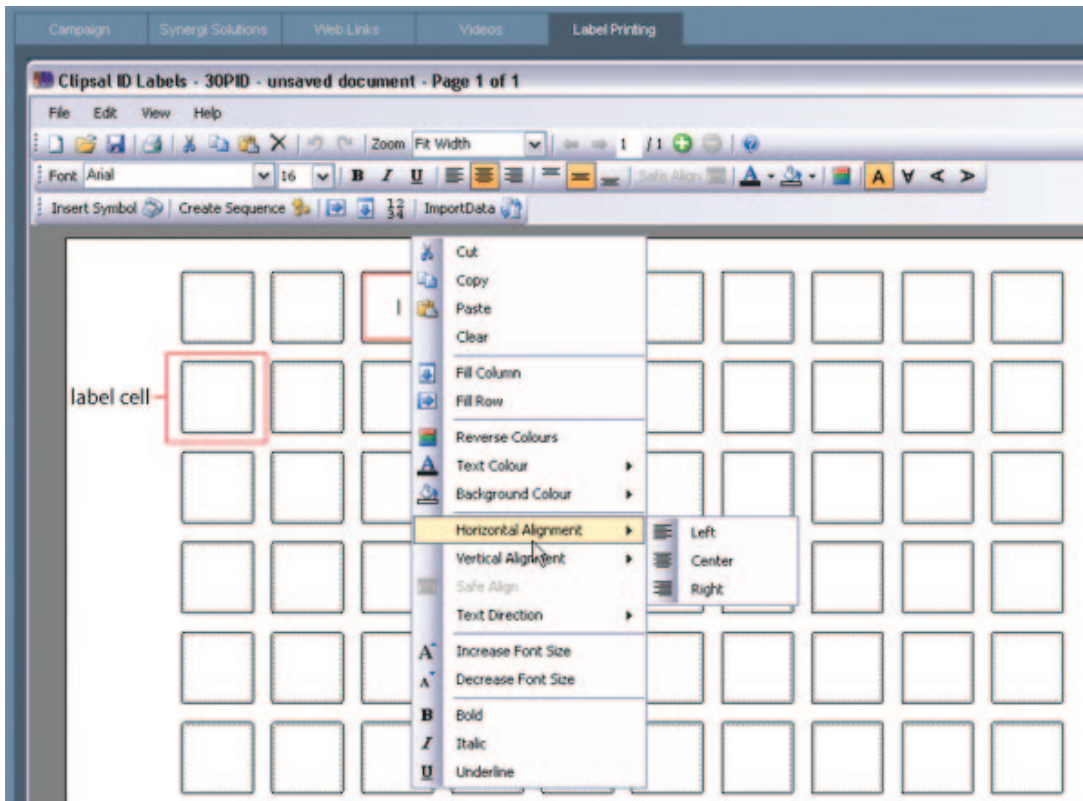 Campaign Synergi Solutions Web Links Videos Label Printing
Clipsal ID Labels - 30PID - unsaved document - Page 1 of 1
File Edit View Help
Zoom Fit Width 1 /1
Font Arial 16 B I U Safe Align A A A A A
Insert Symbol Create Sequence 12 34 ImportData
Cut
Copy
Paste
Clear
label cell
Fill Column
Fill Row
Reverse Colours
A Text Colour
Background Colour
Horizontal Alignment Left
Vertical Alignment Center
Safe Align Right
Text Direction
A Increase Font Size
A Decrease Font Size
B Bold
I Italic
U Underline